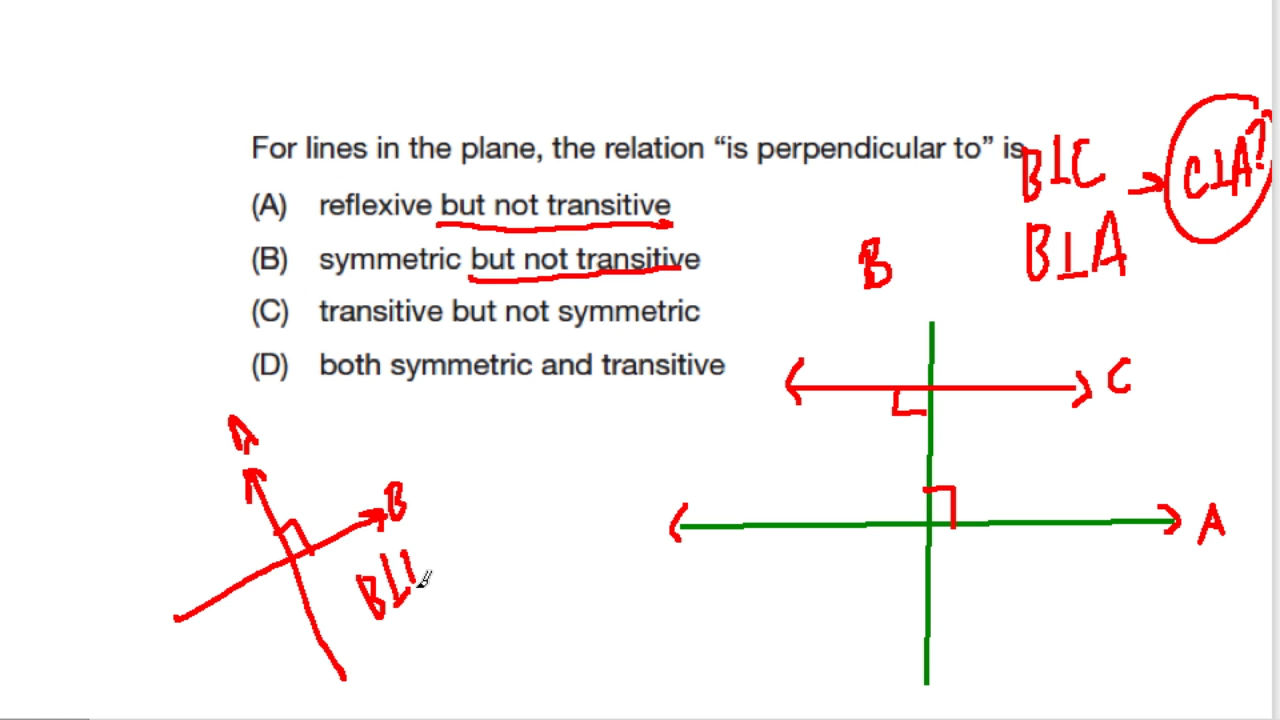 For lines in the plane, the relation “is perpendicular to” is
(A) reflexive but not transitive
(B) symmetric but not transitive
(C) transitive but not symmetric
(D) both symmetric and transitive
B⊥C
B⊥A
→ C⊥A?
B
C
A
A
B
B⊥